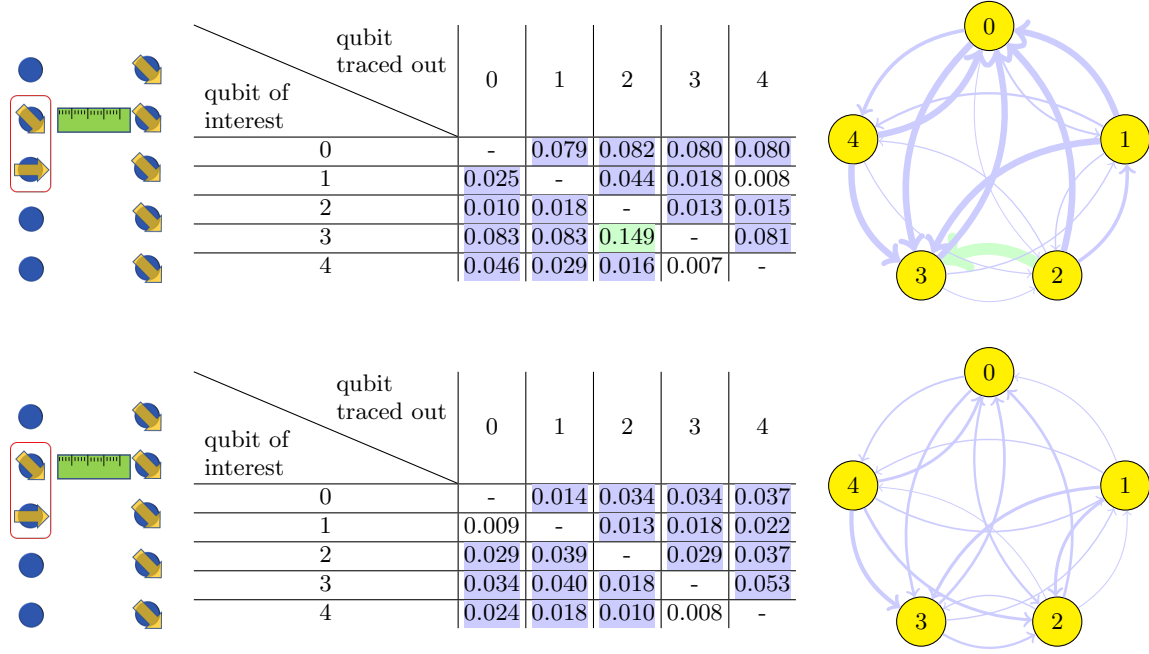 qubit
traced out
qubit of
interest
0 1 2 3 4
0 - 0.079 0.082 0.080 0.080
1 0.025 - 0.044 0.018 0.008
2 0.010 0.018 - 0.013 0.015
3 0.083 0.083 0.149 - 0.081
4 0.046 0.029 0.016 0.007 -
0
4
1
3
2
qubit
traced out
qubit of
interest
0 1 2 3 4
0 - 0.014 0.034 0.034 0.037
1 0.009 - 0.013 0.018 0.022
2 0.029 0.039 - 0.029 0.037
3 0.034 0.040 0.018 - 0.053
4 0.024 0.018 0.010 0.008 -
0
4
1
3
2